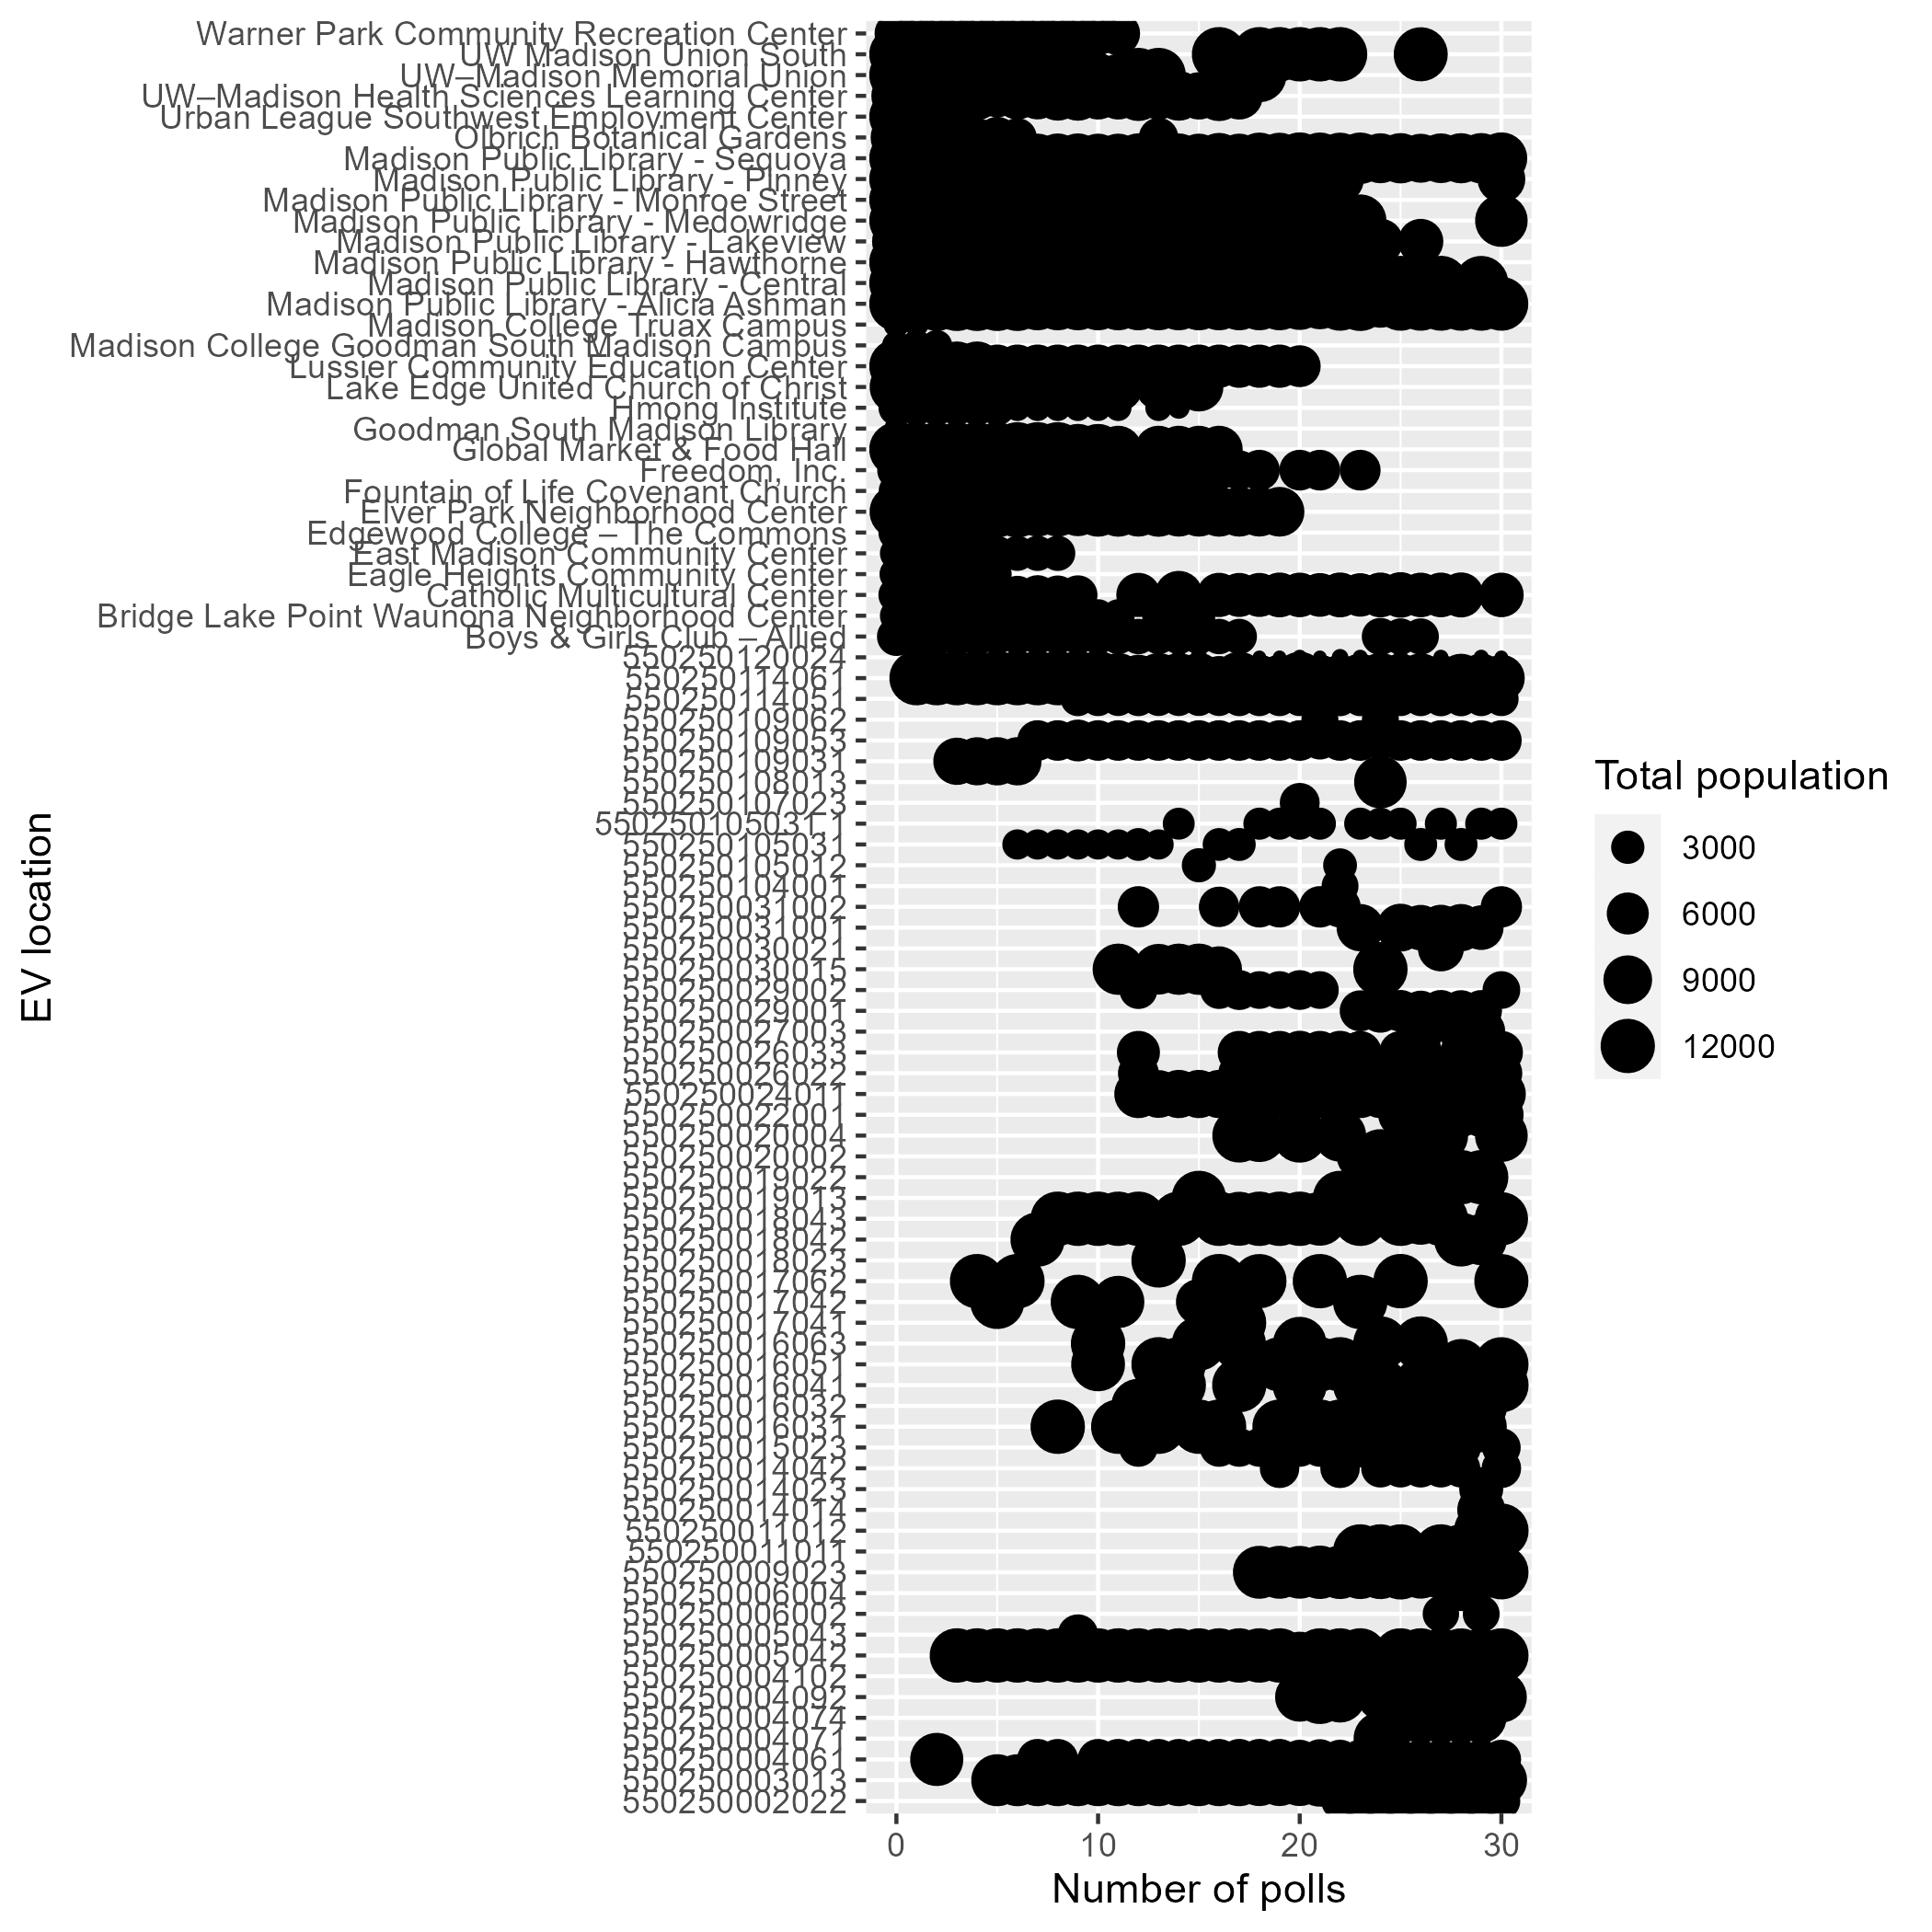 Warner Park Community Recreation Center
UW Madison Union South
UW–Madison Memorial Union
UW–Madison Health Sciences Learning Center
Urban League Southwest Employment Center
Olbrich Botanical Gardens
Madison Public Library - Sequoya
Madison Public Library - Pinney
Madison Public Library - Monroe Street
Madison Public Library - Medowridge
Madison Public Library - Lakeview
Madison Public Library - Hawthorne
Madison Public Library - Central
Madison Public Library - Alicia Ashman
Madison College Truax Campus
Madison College Goodman South Madison Campus
Lussier Community Education Center
Lake Edge United Church of Christ
Hmong Institute
Goodman South Madison Library
Global Market & Food Hall
Freedom, Inc.
Fountain of Life Covenant Church
Elver Park Neighborhood Center
Edgewood College – The Commons
East Madison Community Center
Eagle Heights Community Center
Catholic Multicultural Center
Bridge Lake Point Waunona Neighborhood Center
Boys & Girls Club – Allied
550250120024
550250114061
550250114051
550250109062
550250109053
550250109031
550250108013
550250107023
550250105031.1
550250105031
550250105012
550250104001
550250031002
550250031001
550250030021
550250030015
550250029002
550250029001
550250027003
550250026033
550250026022
550250024011
550250022001
550250020004
550250020002
550250019022
550250019013
550250018043
550250018042
550250018023
550250017062
550250017042
550250017041
550250016063
550250016051
550250016041
550250016032
550250016031
550250015023
550250014042
550250014023
550250014014
550250011012
550250011011
550250009023
550250006004
550250006002
550250005043
550250005042
550250004102
550250004092
550250004074
550250004071
550250004061
550250003013
550250002022
EV location
0 10 20 30
Number of polls
Total population
3000
6000
9000
12000